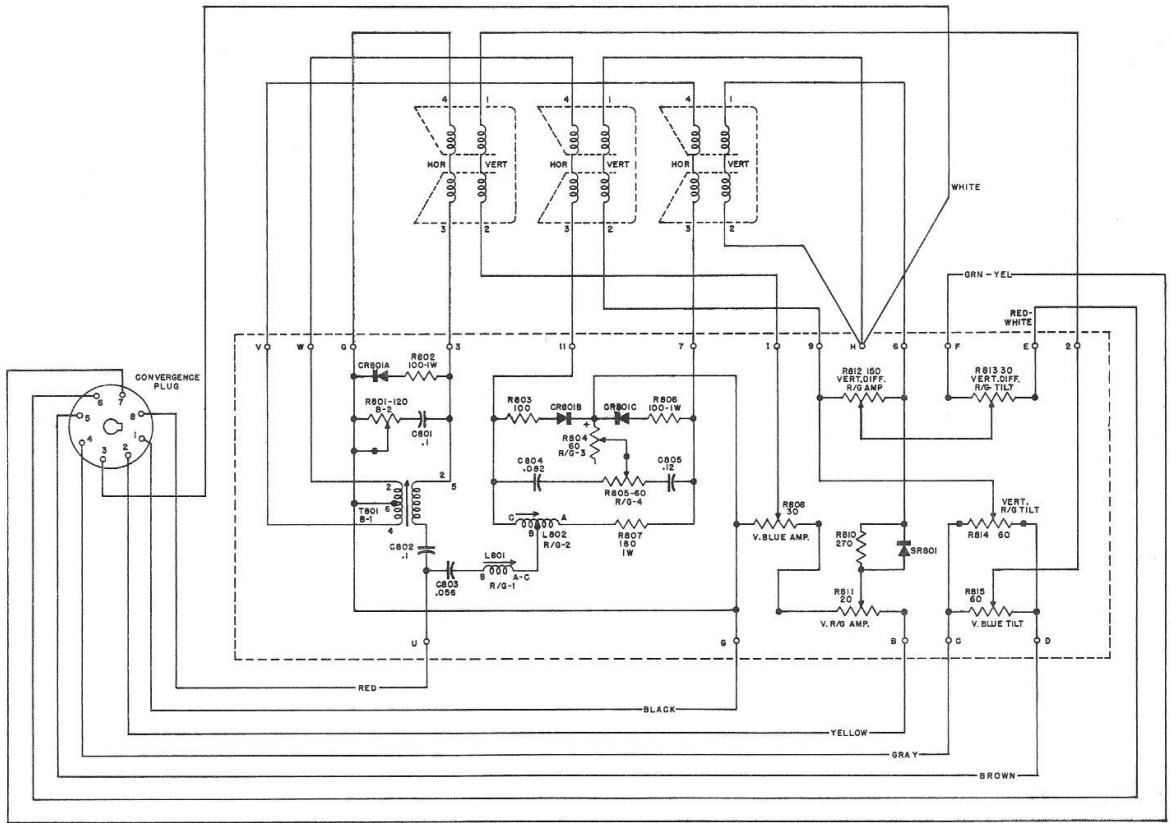 WHITE
4 1 4 1 4 1
HOR VERT HOR VERT HOR VERT
3 2 3 2 3 2
GRN-YEL
RED-
WHITE
V W G 3 11 7 1 9 H 6 F E 2
CONVERGENCE
PLUG
6 7 5 8 4 1 3 2
CR801A
R802
100-1W
R801-120
B-2
C801
.1
R803
100
CR801B
CR801C
R806
100-1W
+
R804
60
R/G-3
C804
.082
R805-60
R/G-4
C805
.12
R812 150
VERT. DIFF.
R/G AMP
R813 30
VERT. DIFF.
R/G-TILT
2 2
5
6
4
T801
B-1
C B A
L802
R/G-2
R807
180
1W
C802
.1
C803
.056
L801
B A-C
R/G-1
R808
30
V. BLUE AMP.
R810
270
SR801
R811
20
V. R/G AMP.
VERT.
R/G TILT
R814 60
R815
60
V. BLUE TILT
U G B C D
RED
BLACK
YELLOW
GRAY
BROWN